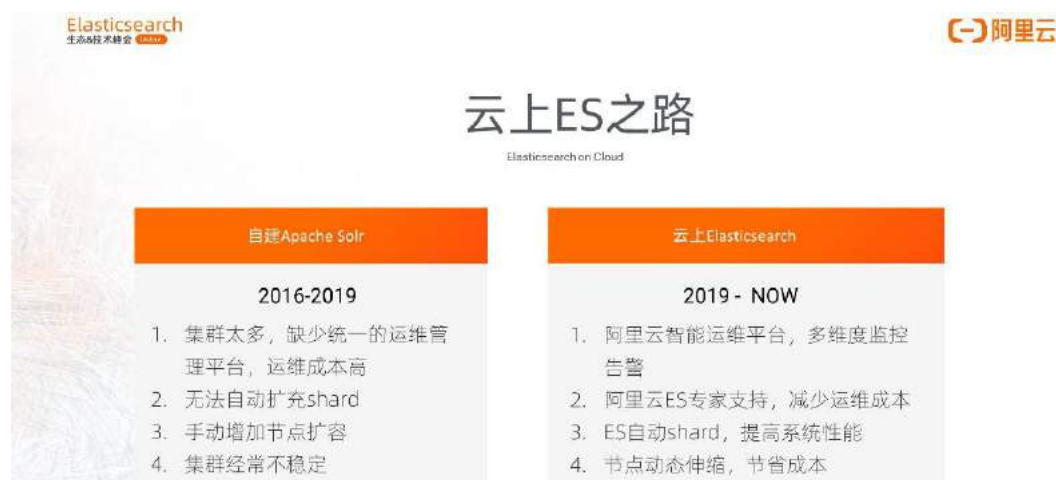 Elasticsearch
生态&技术峰会
阿里云
云上ES之路
Elasticsearch on Cloud
自建Apache Solr
2016-2019
1. 集群太多，缺少统一的运维管
理平台，运维成本高
2. 无法自动扩充shard
3. 手动增加节点扩容
4. 集群经常不稳定
云上Elasticsearch
2019 - NOW
1. 阿里云智能运维平台，多维度监控
告警
2. 阿里云ES专家支持，减少运维成本
3. ES自动shard，提高系统性能
4. 节点动态伸缩，节省成本